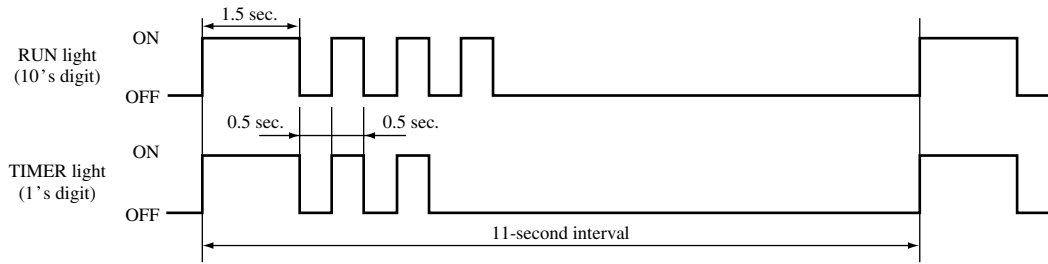 1.5 sec.
ON
RUN light
(10's digit)
OFF
0.5 sec.
0.5 sec.
ON
TIMER light
(1's digit)
OFF
11-second interval